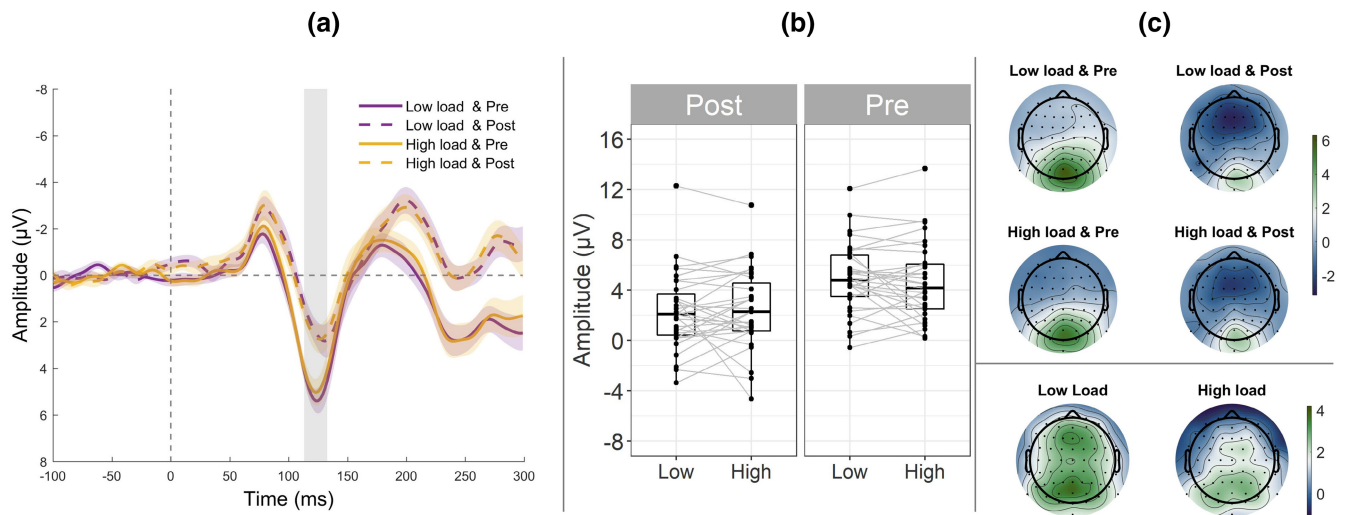 (a)
Amplitude (µV)
-8
-6
-4
-2
0
2
4
6
8
-100
-50
0
50
100
150
200
250
300
Time (ms)
Low load & Pre
Low load & Post
High load & Pre
High load & Post
(b)
Post
Pre
Amplitude (µV)
16
12
8
4
0
-4
-8
Low
High
Low
High
(c)
Low load & Pre
Low load & Post
High load & Pre
High load & Post
6
4
2
0
-2
Low Load
High load
4
2
0